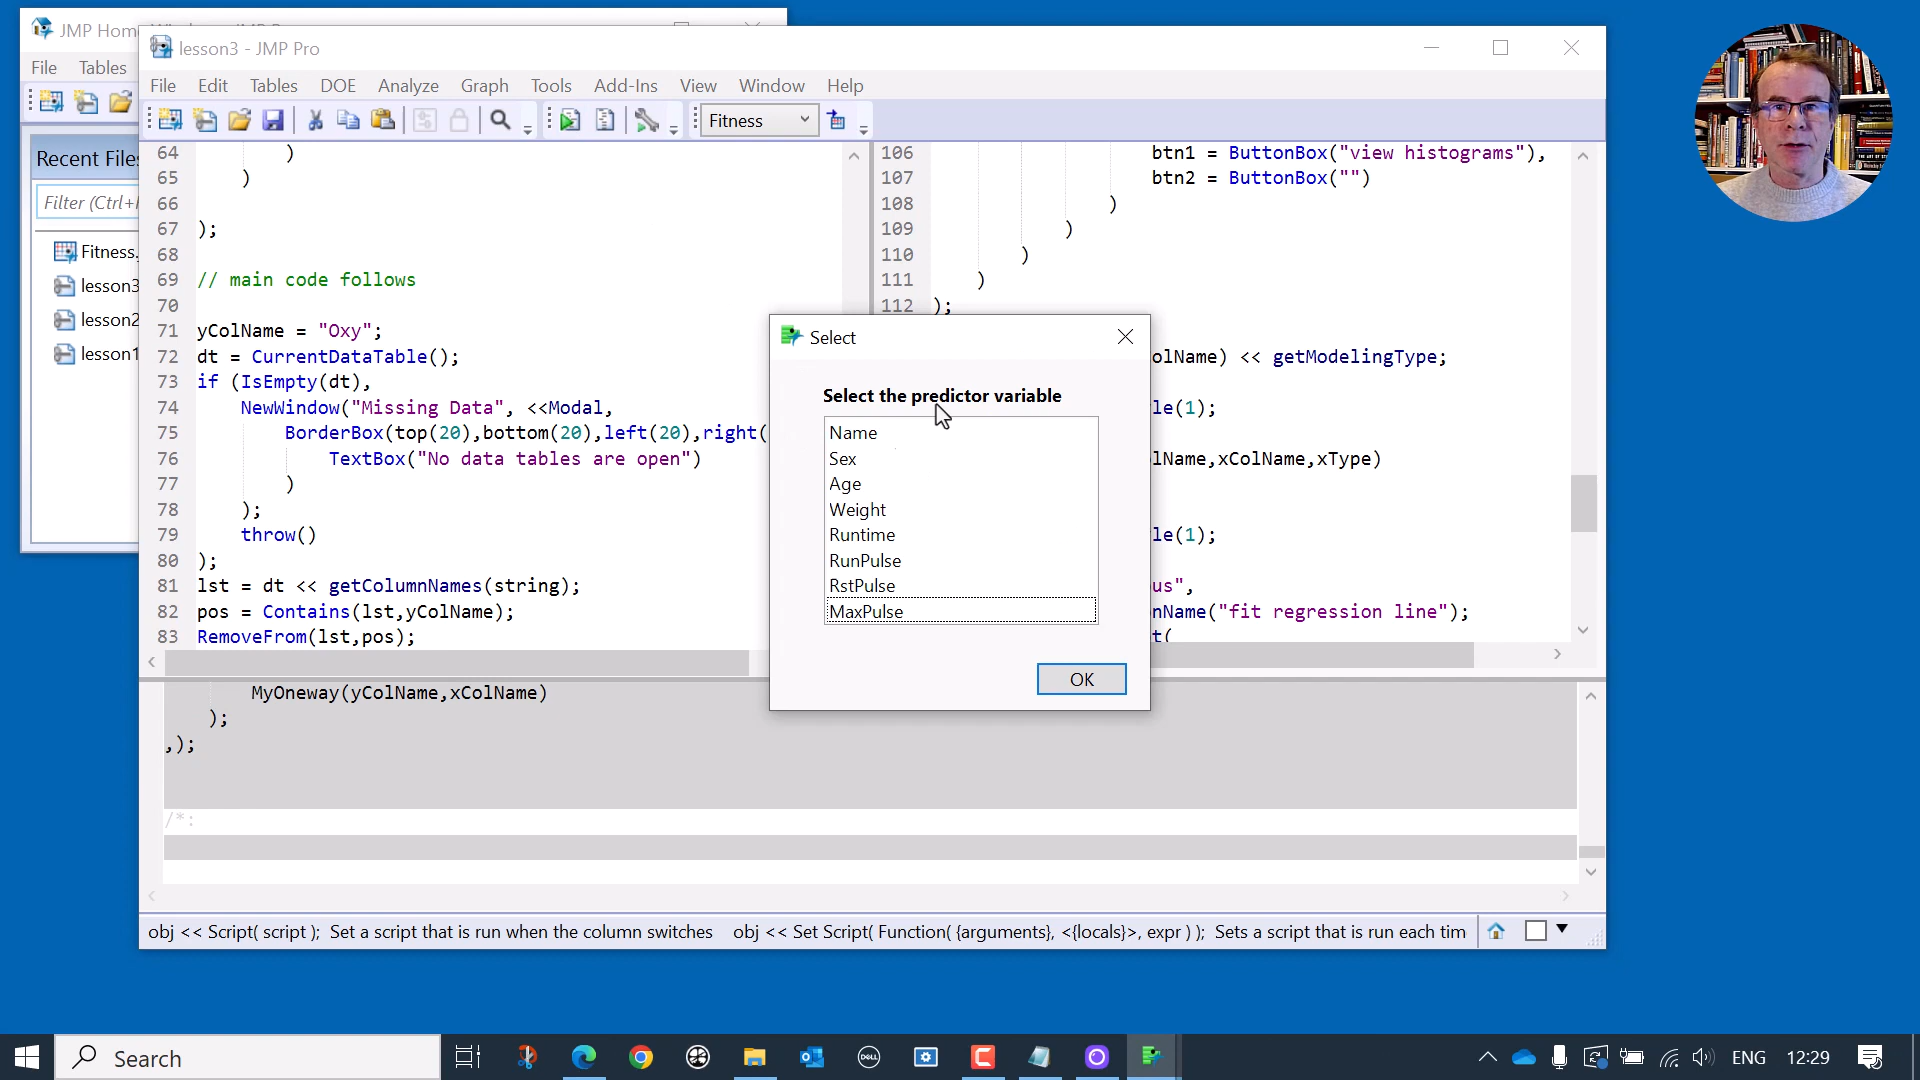 JMP Hom
File Tables
Recent Files
Filter (Ctrl+
Fitness.
lesson3
lesson2
lesson1
lesson3 - JMP Pro
File Edit Tables DOE Analyze Graph Tools Add-Ins View Window Help
Fitness
64 )
65 )
66
67 );
68
69 // main code follows
70
71 yColName = "Oxy";
72 dt = CurrentDataTable();
73 if (IsEmpty(dt),
74 NewWindow("Missing Data", <<Modal,
75 BorderBox(top(20),bottom(20),left(20),right(
76 TextBox("No data tables are open")
77 )
78 );
79 throw()
80 );
81 lst = dt << getColumnNames(string);
82 pos = Contains(lst,yColName);
83 RemoveFrom(lst,pos);
106 btn1 = ButtonBox("view histograms"),
107 btn2 = ButtonBox("")
108 )
109 )
110 )
111 )
112 );
olName) << getModelingType;
le(1);
lName,xColName,xType)
le(1);
us",
nName("fit regression line");
t(
Select
Select the predictor variable
Name
Sex
Age
Weight
Runtime
RunPulse
RstPulse
MaxPulse
OK
MyOneway(yColName,xColName)
);
,);
/*:
obj << Script( script ); Set a script that is run when the column switches obj << Set Script( Function( {arguments}, <{locals}>, expr ) ); Sets a script that is run each tim
Search
DELL
ENG 12:29